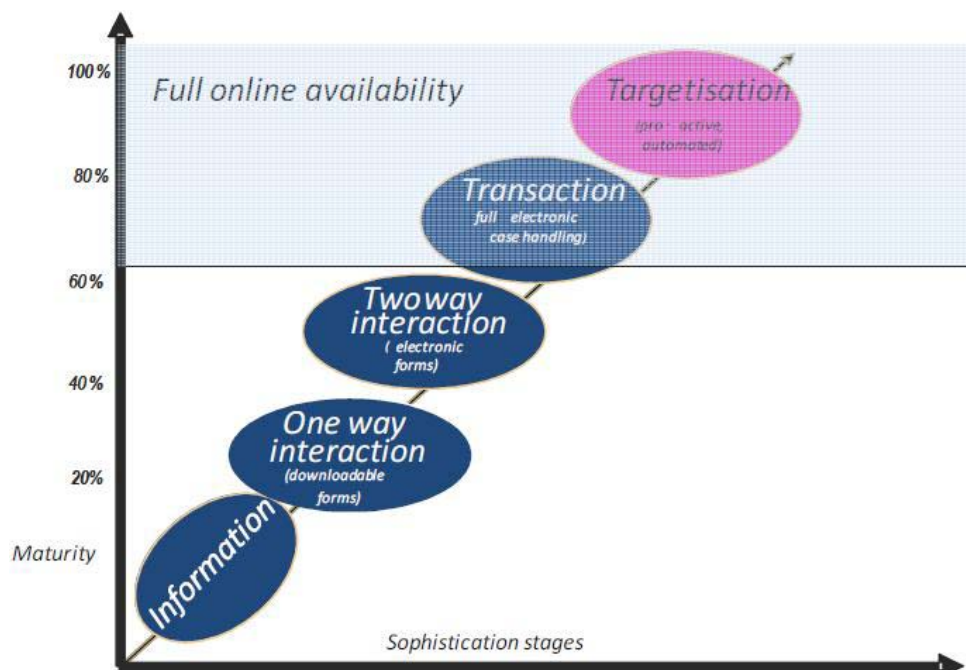 100%
Full online availability
Targetisation
(pro - active,
automated)
80%
Transaction
full electronic
case handling)
60%
Twoway
interaction
( electronic
forms)
40%
One way
interaction
(downloadable
forms)
20%
Information
Maturity
Sophistication stages